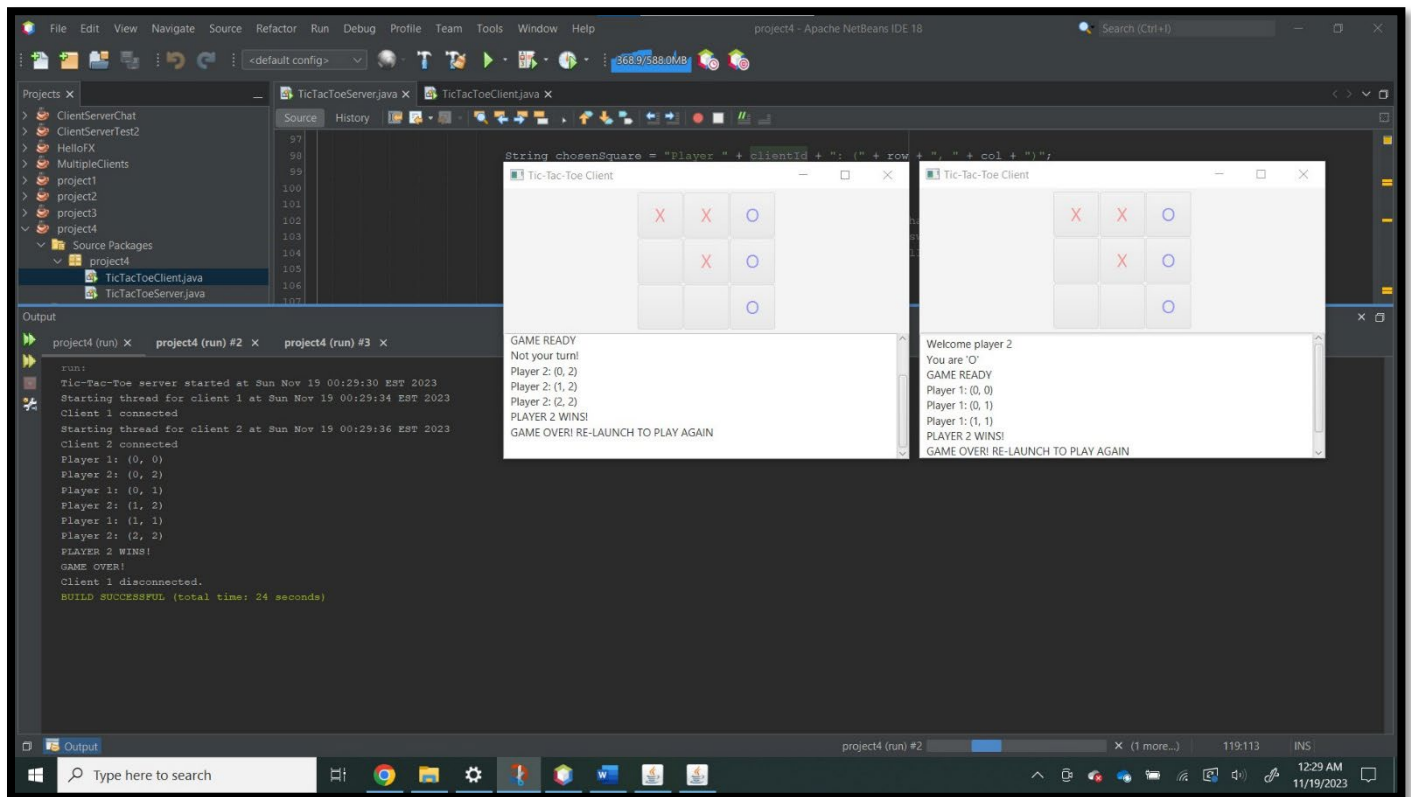 File Edit View Navigate Source Refactor Run Debug Profile Team Tools Window Help project4 - Apache NetBeans IDE 18 Search (Ctrl+I)
<default config> 368.9/588.0MB
Projects TicTacToeServer.java TicTacToeClient.java
ClientServerChat Source History
ClientServerTest2
HelloFX
MultipleClients
project1
project2
project3
project4
Source Packages
project4
TicTacToeClient.java
TicTacToeServer.java
97
98 String chosenSquare = "Player " + clientId + ": (" + row + ", " + col + ")";
99
100
101
102
103
104
105
106
107
Tic-Tac-Toe Client
X X O
X O
O
GAME READY
Not your turn!
Player 2: (0, 2)
Player 2: (1, 2)
Player 2: (2, 2)
PLAYER 2 WINS!
GAME OVER! RE-LAUNCH TO PLAY AGAIN
Tic-Tac-Toe Client
X X O
X O
O
Welcome player 2
You are 'O'
GAME READY
Player 1: (0, 0)
Player 1: (0, 1)
Player 1: (1, 1)
PLAYER 2 WINS!
GAME OVER! RE-LAUNCH TO PLAY AGAIN
Output
project4 (run) project4 (run) #2 project4 (run) #3
run:
Tic-Tac-Toe server started at Sun Nov 19 00:29:30 EST 2023
Starting thread for client 1 at Sun Nov 19 00:29:34 EST 2023
Client 1 connected
Starting thread for client 2 at Sun Nov 19 00:29:36 EST 2023
Client 2 connected
Player 1: (0, 0)
Player 2: (0, 2)
Player 1: (0, 1)
Player 2: (1, 2)
Player 1: (1, 1)
Player 2: (2, 2)
PLAYER 2 WINS!
GAME OVER!
Client 1 disconnected.
BUILD SUCCESSFUL (total time: 24 seconds)
Output project4 (run) #2 (1 more...) 119:113 INS
Type here to search 12:29 AM
11/19/2023